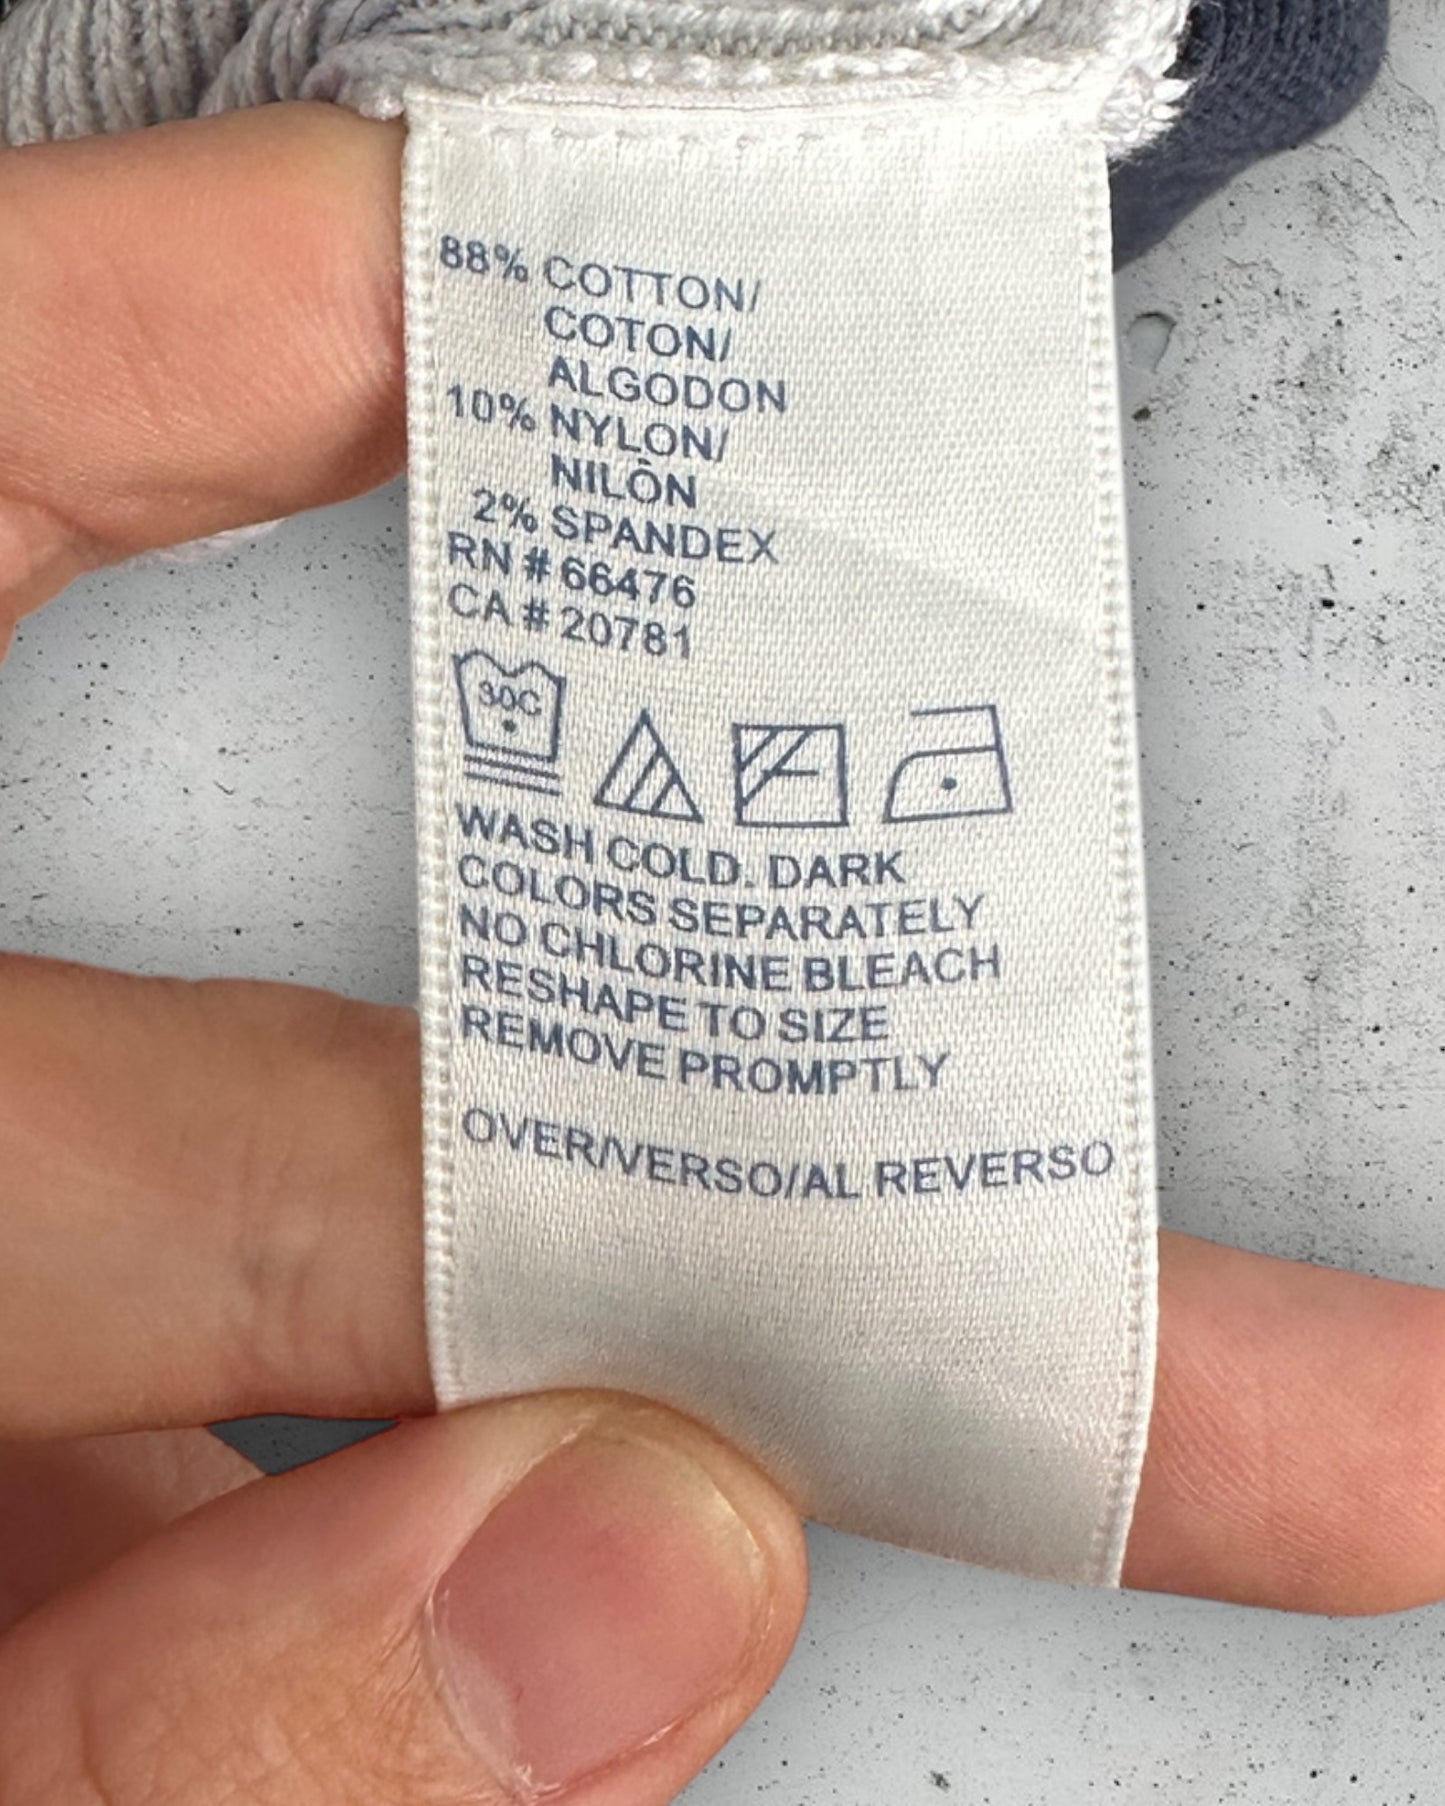 88% COTTON/
COTON/
ALGODON
10% NYLON/
NILŌN
2% SPANDEX
RN # 66476
CA # 20781
30C
WASH COLD. DARK
COLORS SEPARATELY
NO CHLORINE BLEACH
RESHAPE TO SIZE
REMOVE PROMPTLY
OVER/VERSO/AL REVERSO